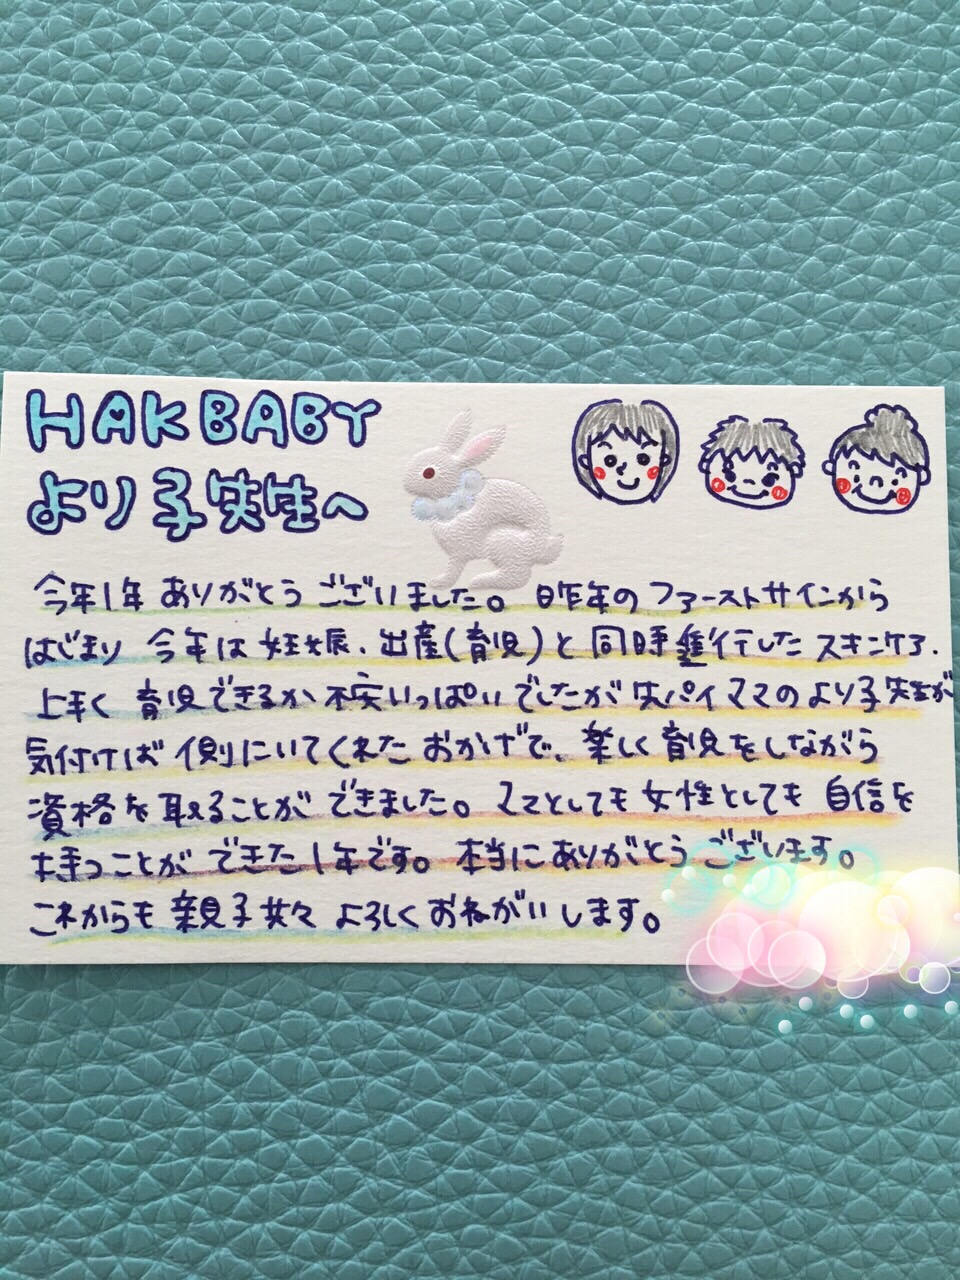 HAK BABY
より子先生へ
今年1年 ありがとう ございました。 昨年の ファーストサインから
はじまり 今年は 妊娠、出産(育児)と 同時進行した スキンケア.
上手く 育児できるか 不安いっぱいでしたが 先パイママの より子先生が
気付けば 側にいてくれた おかげで、楽しく 育児をしながら
資格を取ることが できました。 ママとしても 女性としても 自信を
持つことが できた1年です。 本当にありがとう ございます。
これからも 親子共々 よろしく おねがいします。